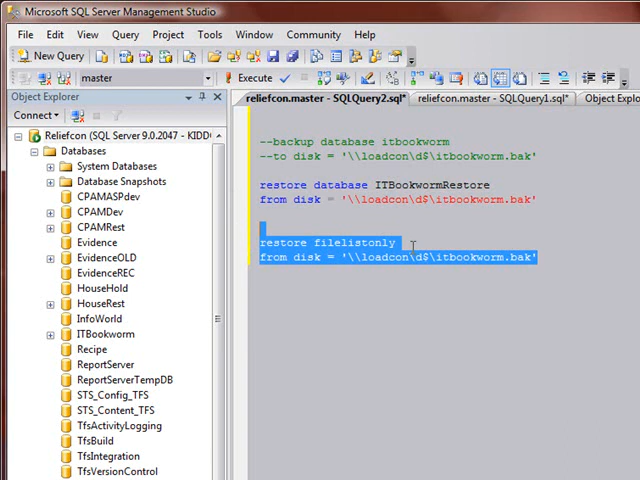 Microsoft SQL Server Management Studio
File Edit View Query Project Tools Window Community Help
New Query
master Execute
Object Explorer
reliefcon.master - SQLQuery2.sql* reliefcon.master - SQLQuery1.sql* Object Explo
Connect
Reliefcon (SQL Server 9.0.2047 - KIDDO
Databases
System Databases
Database Snapshots
CPAMASPdev
CPAMDev
CPAMRest
Evidence
EvidenceOLD
EvidenceREC
HouseHold
HouseRest
InfoWorld
ITBookworm
Recipe
ReportServer
ReportServerTempDB
STS_Config_TFS
STS_Content_TFS
TfsActivityLogging
TfsBuild
TfsIntegration
TfsVersionControl
--backup database itbookworm
--to disk = '\\loadcon\d$\itbookworm.bak'
restore database ITBookwormRestore
from disk = '\\loadcon\d$\itbookworm.bak'
restore filelistonly
from disk = '\\loadcon\d$\itbookworm.bak'